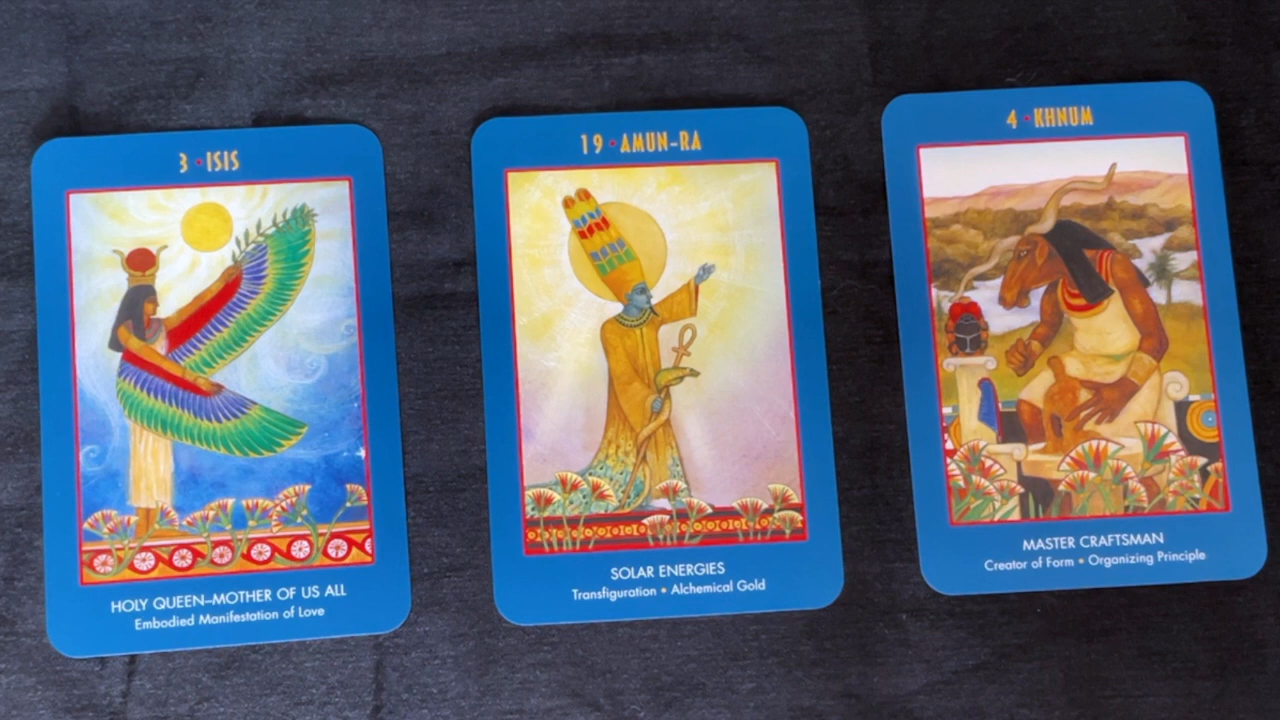 3 • ISIS
HOLY QUEEN–MOTHER OF US ALL
Embodied Manifestation of Love
19 • AMUN-RA
SOLAR ENERGIES
Transfiguration • Alchemical Gold
4 • KHNUM
MASTER CRAFTSMAN
Creator of Form • Organizing Principle